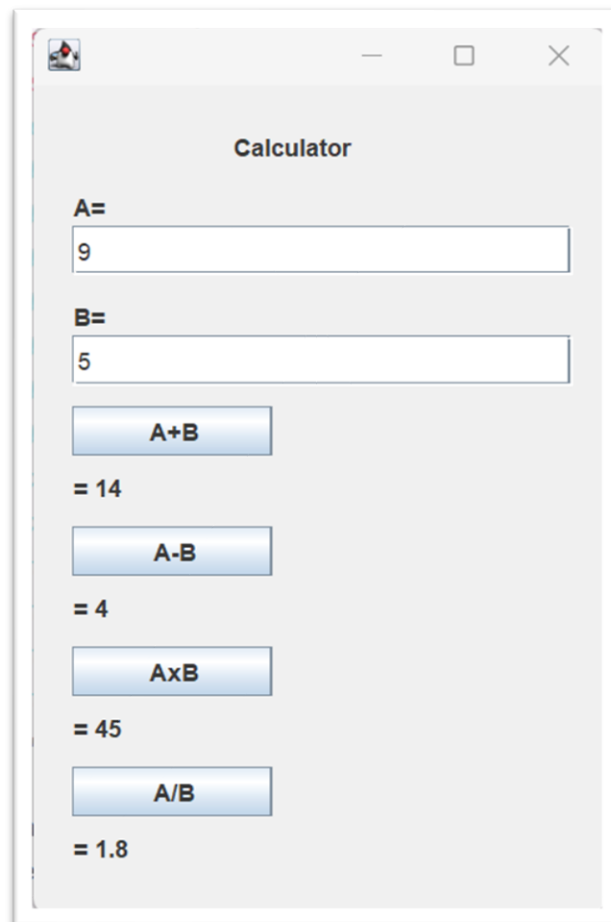 Calculator
A=
9
B=
5
A+B
= 14
A-B
= 4
AxB
= 45
A/B
= 1.8